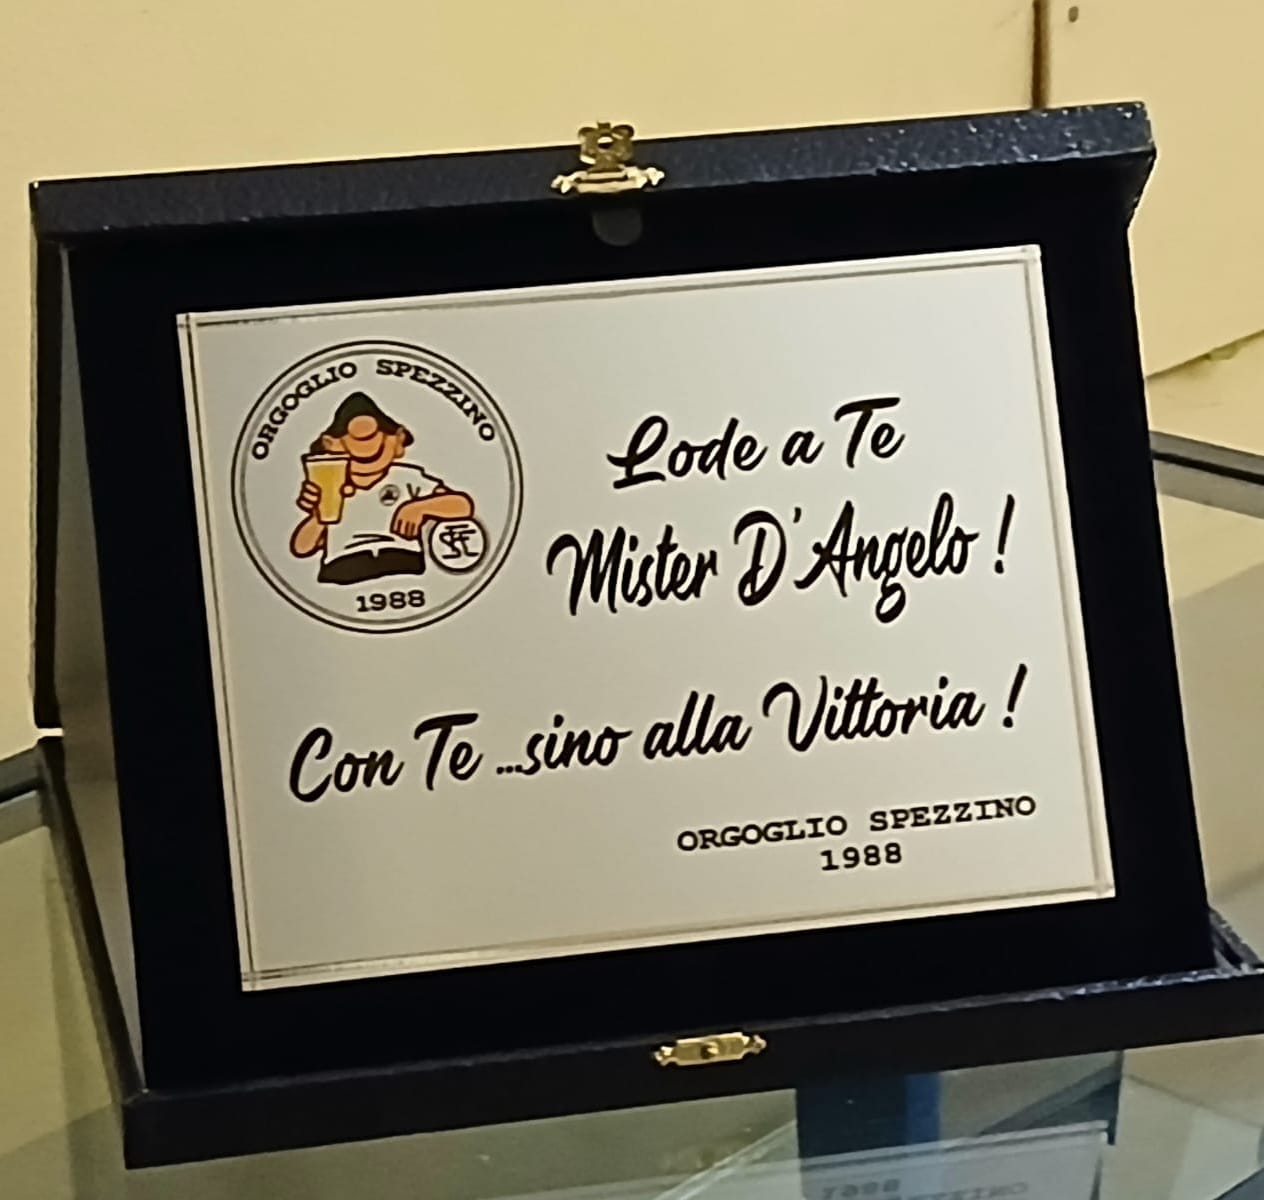 ORGOGLIO SPEZZINO
1988
Lode a Te
Mister D'Angelo !
Con Te ...sino alla Vittoria !
ORGOGLIO SPEZZINO
1988